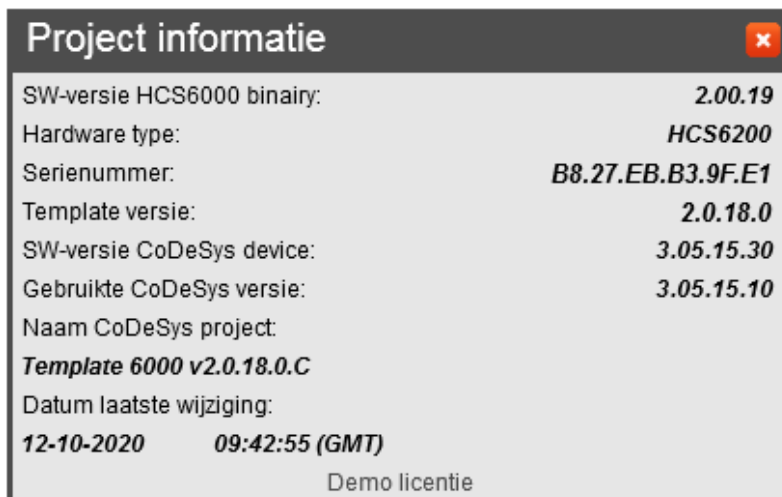 Project informatie
SW-versie HCS6000 binairy: 2.00.19
Hardware type: HCS6200
Serienummer: B8.27.EB.B3.9F.E1
Template versie: 2.0.18.0
SW-versie CoDeSys device: 3.05.15.30
Gebruikte CoDeSys versie: 3.05.15.10
Naam CoDeSys project:
Template 6000 v2.0.18.0.C
Datum laatste wijziging:
12-10-2020 09:42:55 (GMT)
Demo licentie